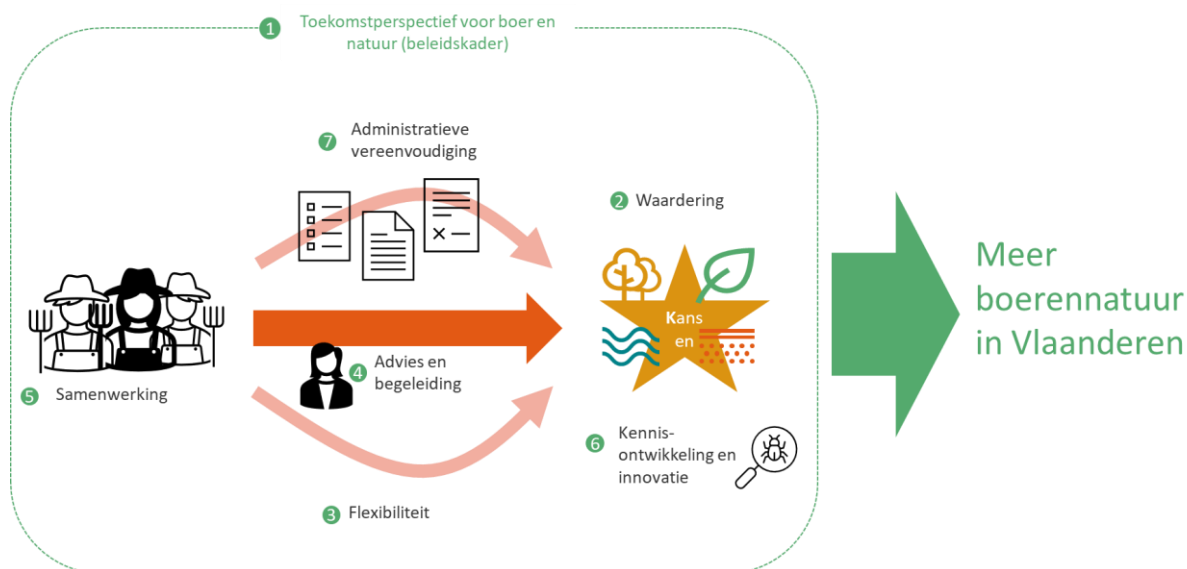 1 Toekomstperspectief voor boer en
natuur (beleidskader)
7 Administratieve
vereenvoudiging
2 Waardering
Kans
en
4 Advies en
begeleiding
5 Samenwerking
6 Kennis-
ontwikkeling en
innovatie
3 Flexibiliteit
Meer
boerennatuur
in Vlaanderen